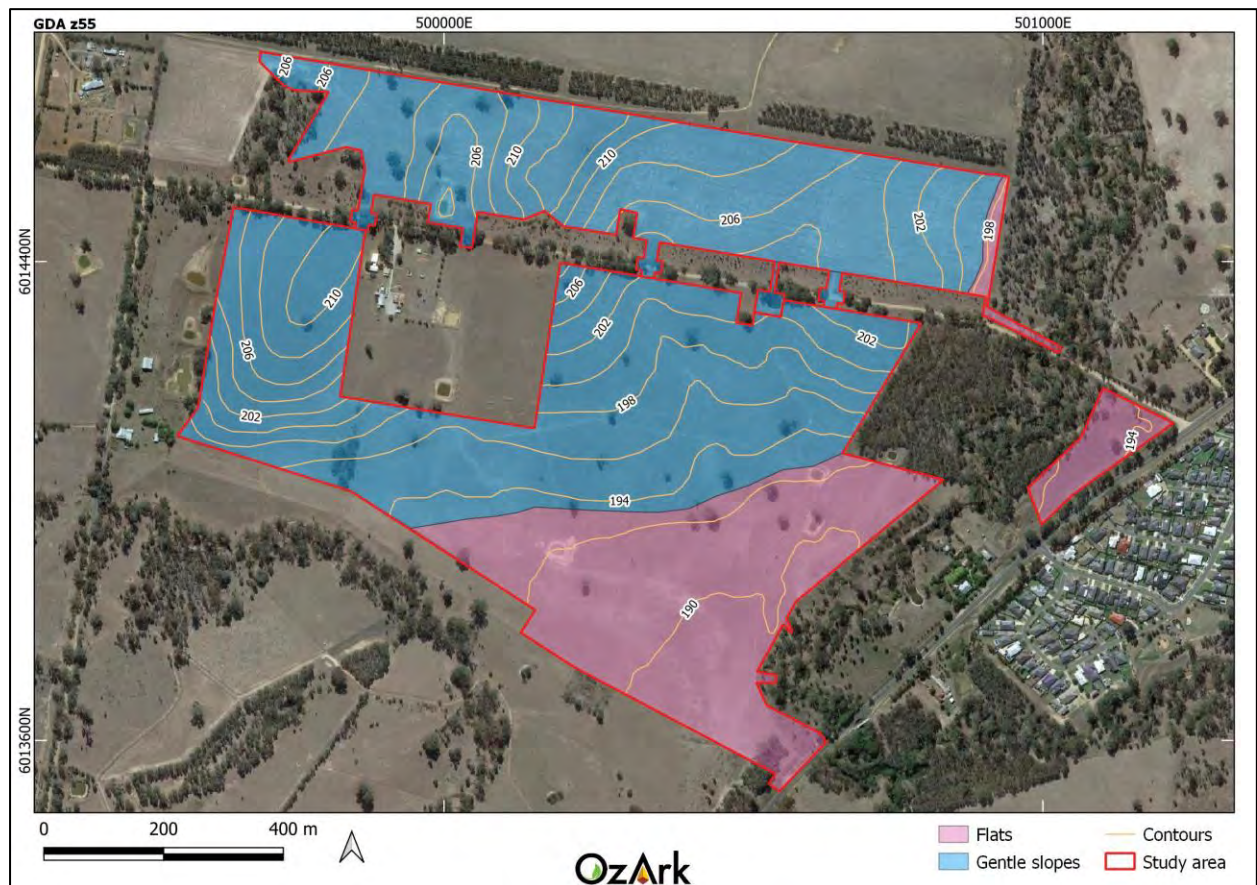 GDA z55
500000E
501000E
6014400N
6013600N
206
206
206
210
210
206
202
198
210
206
202
206
202
198
202
194
190
194
0 200 400 m
OzArk
Flats
Gentle slopes
Contours
Study area